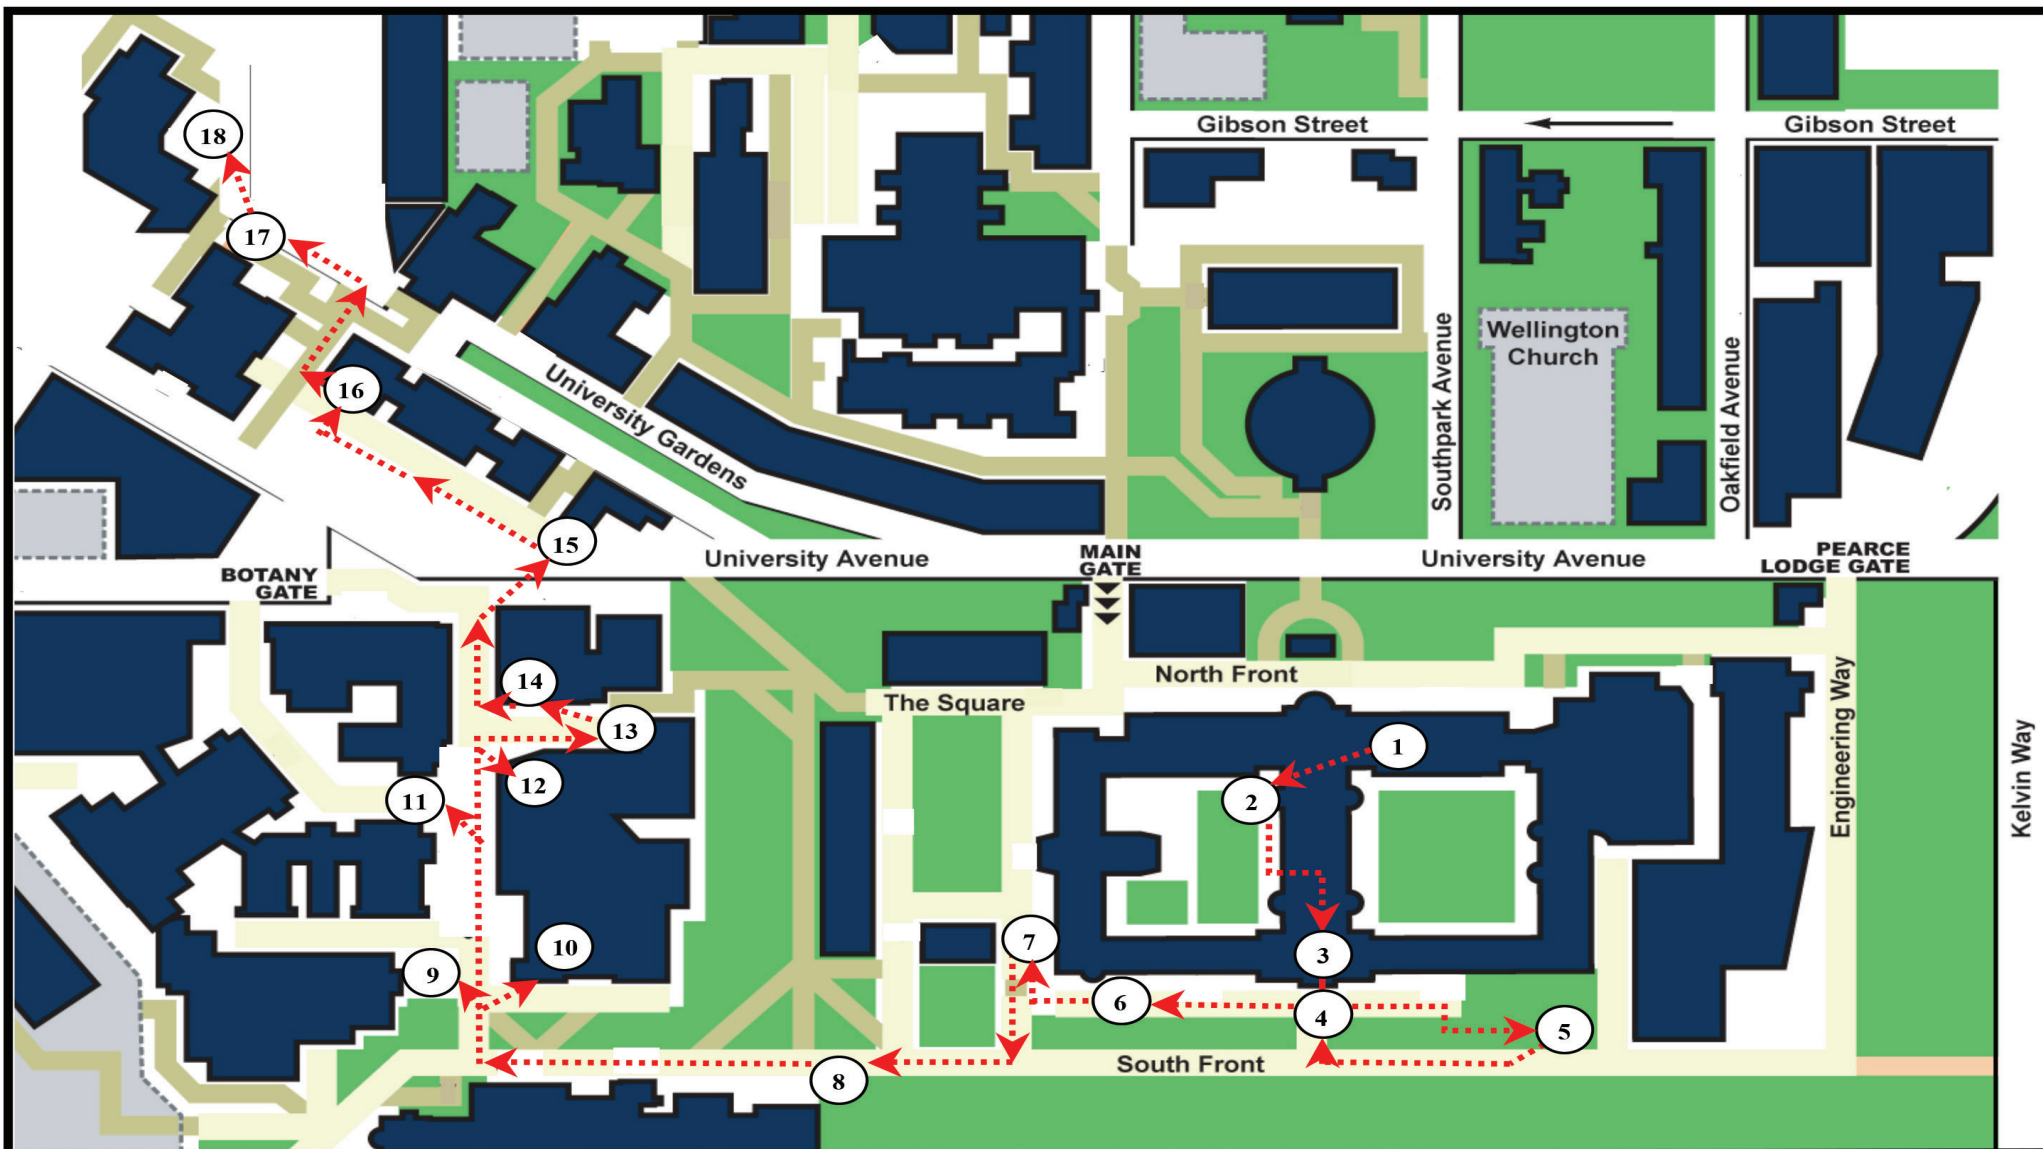 Gibson Street
Gibson Street
18
17
Wellington
Church
Southpark Avenue
Oakfield Avenue
16
University Gardens
15
University Avenue
MAIN
GATE
University Avenue
PEARCE
LODGE GATE
BOTANY
GATE
14
North Front
The Square
13
Engineering Way
Kelvin Way
1
12
11
2
10
9
7
3
6
4
5
South Front
8